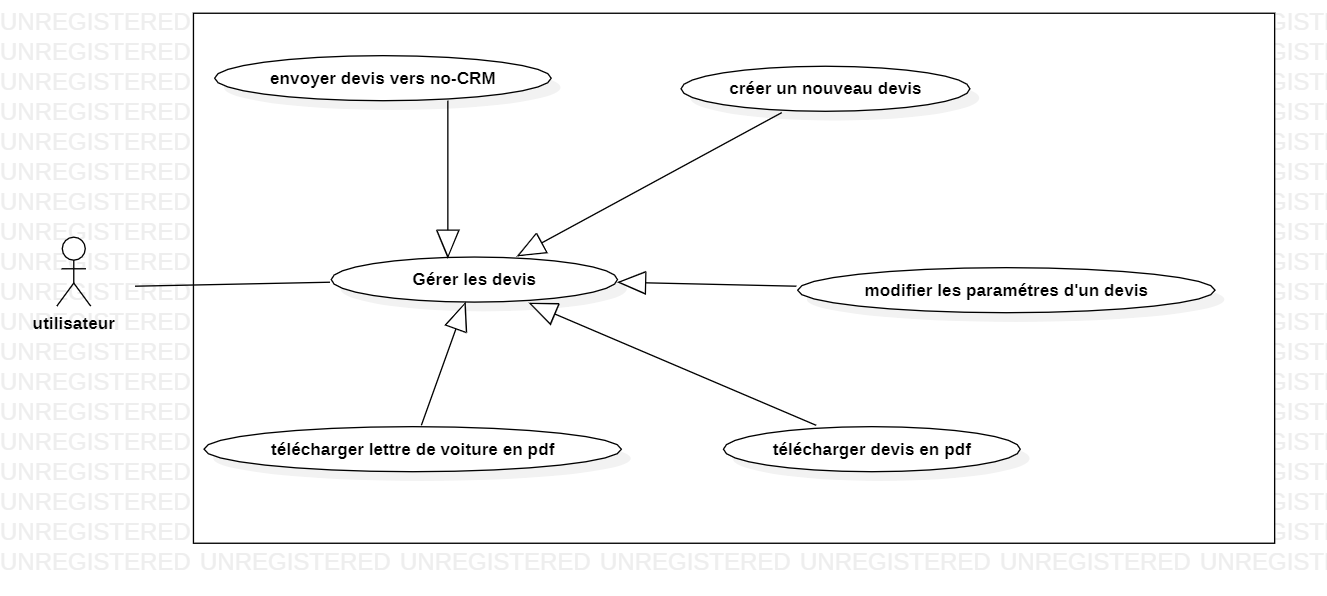 envoyer devis vers no-CRM
créer un nouveau devis
Gérer les devis
modifier les paramétres d'un devis
utilisateur
télécharger lettre de voiture en pdf
télécharger devis en pdf
UNREGISTERED UNREGISTERED UNREGISTERED UNREGISTERED UNREGISTERED UNREGISTERED